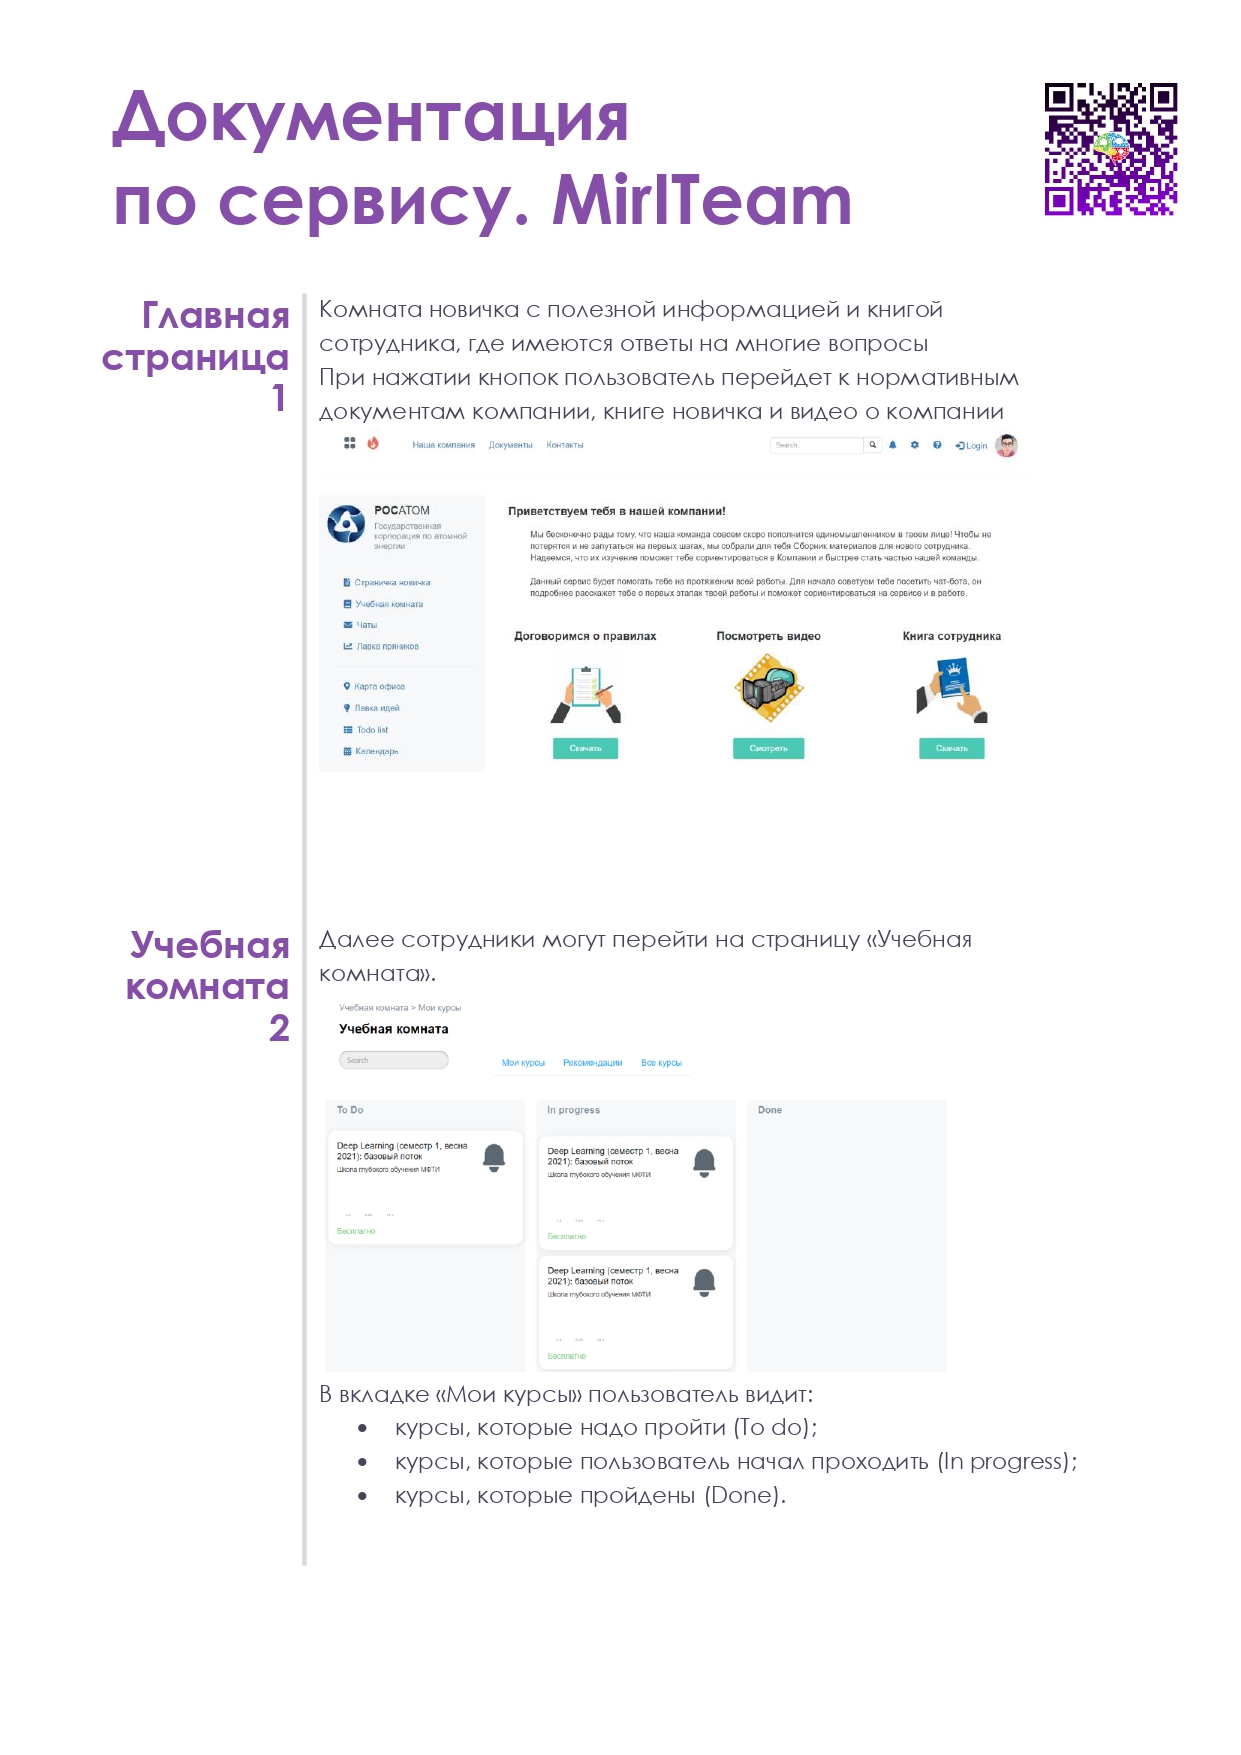 Документация
по сервису. MirITeam
Главная
страница
1
Комната новичка с полезной информацией и книгой
сотрудника, где имеются ответы на многие вопросы
При нажатии кнопок пользователь перейдет к нормативным
документам компании, книге новичка и видео о компании
Наша компания Документы Контакты Search Login
РОСАТОМ
Государственная
корпорация по атомной
энергии
Страничка новичка
Учебная комната
Чаты
Лавка пряников
Карта офиса
Лавка идей
Todo list
Календарь
Приветствуем тебя в нашей компании!
Мы бесконечно рады тому, что наша команда совсем скоро пополнится единомышленником в твоем лице! Чтобы не
потерятся и не запутаться на первых шагах, мы собрали для тебя Сборник материалов для нового сотрудника.
Надеемся, что их изучение поможет тебе сориентироваться в Компании и быстрее стать частью нашей команды.
Данный сервис будет помогать тебе на протяжении всей работы. Для начала советуем тебе посетить чат-бота, он
подробнее расскажет тебе о первых этапах твоей работы и поможет сориентироваться на сервисе и в работе.
Договоримся о правилах Посмотреть видео Книга сотрудника
Скачать Смотреть Скачать
Учебная
комната
2
Далее сотрудники могут перейти на страницу «Учебная
комната».
Учебная комната > Мои курсы
Учебная комната
Search
Мои курсы Рекомендации Все курсы
To Do
Deep Learning (семестр 1, весна
2021): базовый поток
Школа глубокого обучения МФТИ
Бесплатно
In progress
Deep Learning (семестр 1, весна
2021): базовый поток
Школа глубокого обучения МФТИ
Бесплатно
Deep Learning (семестр 1, весна
2021): базовый поток
Школа глубокого обучения МФТИ
Бесплатно
Done
В вкладке «Мои курсы» пользователь видит:
• курсы, которые надо пройти (To do);
• курсы, которые пользователь начал проходить (In progress);
• курсы, которые пройдены (Done).